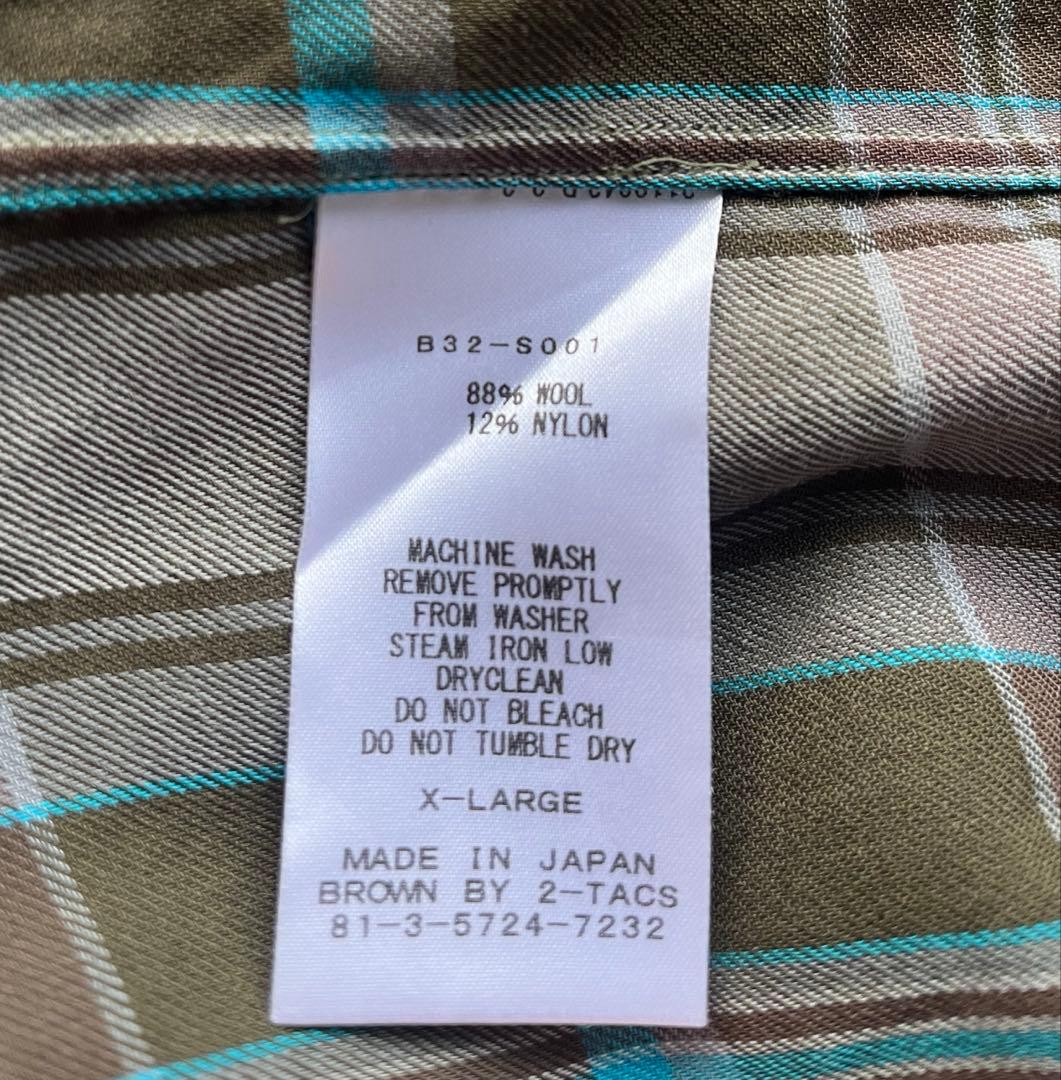 B32-S001
88% WOOL
12% NYLON
MACHINE WASH
REMOVE PROMPTLY
FROM WASHER
STEAM IRON LOW
DRYCLEAN
DO NOT BLEACH
DO NOT TUMBLE DRY
X-LARGE
MADE IN JAPAN
BROWN BY 2-TACS
81-3-5724-7232